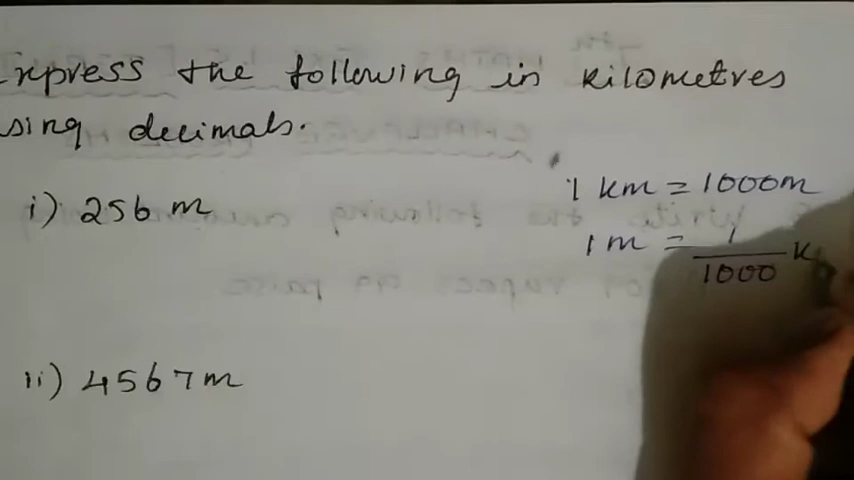 xpress the following in kilometres
sing decimals.
i) 256 m
1 km = 1000m
1 m = 1/1000 k
ii) 4567m